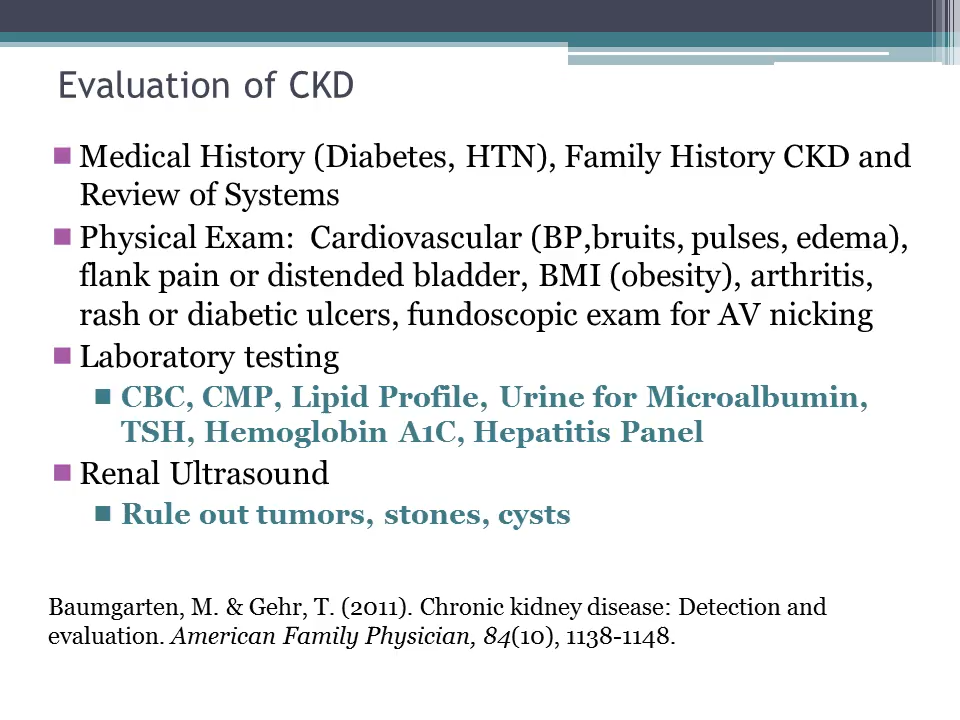 Evaluation of CKD
Medical History (Diabetes, HTN), Family History CKD and
Review of Systems
Physical Exam:  Cardiovascular (BP,bruits, pulses, edema),
flank pain or distended bladder, BMI (obesity), arthritis,
rash or diabetic ulcers, fundoscopic exam for AV nicking
Laboratory testing
CBC, CMP, Lipid Profile, Urine for Microalbumin,
TSH, Hemoglobin A1C, Hepatitis Panel
Renal Ultrasound
Rule out tumors, stones, cysts
Baumgarten, M. & Gehr, T. (2011). Chronic kidney disease: Detection and
evaluation. American Family Physician, 84(10), 1138-1148.